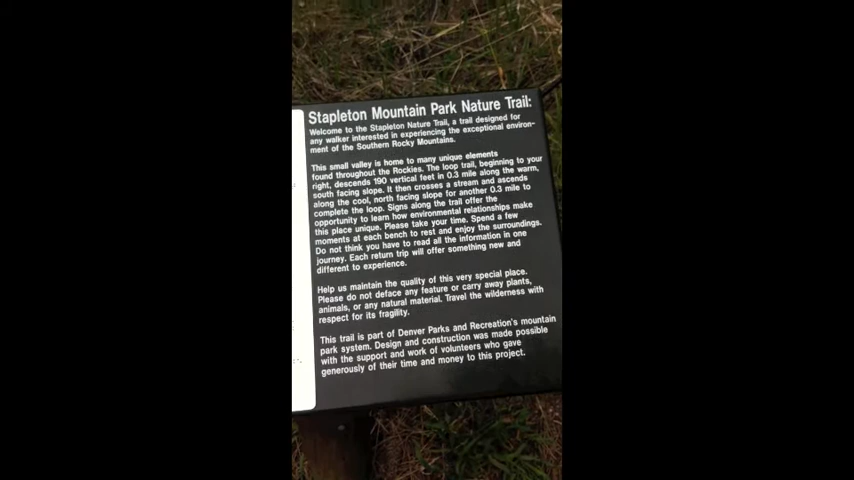 Stapleton Mountain Park Nature Trail:
Welcome to the Stapleton Nature Trail, a trail designed for
any walker interested in experiencing the exceptional environ-
ment of the Southern Rocky Mountains.
This small valley is home to many unique elements
found throughout the Rockies. The loop trail, beginning to your
right, descends 190 vertical feet in 0.3 mile along the warm,
south facing slope. It then crosses a stream and ascends
along the cool, north facing slope for another 0.3 mile to
complete the loop. Signs along the trail offer the
opportunity to learn how environmental relationships make
this place unique. Please take your time. Spend a few
moments at each bench to rest and enjoy the surroundings.
Do not think you have to read all the information in one
journey. Each return trip will offer something new and
different to experience.
Help us maintain the quality of this very special place.
Please do not deface any feature or carry away plants,
animals, or any natural material. Travel the wilderness with
respect for its fragility.
This trail is part of Denver Parks and Recreation's mountain
park system. Design and construction was made possible
with the support and work of volunteers who gave
generously of their time and money to this project.